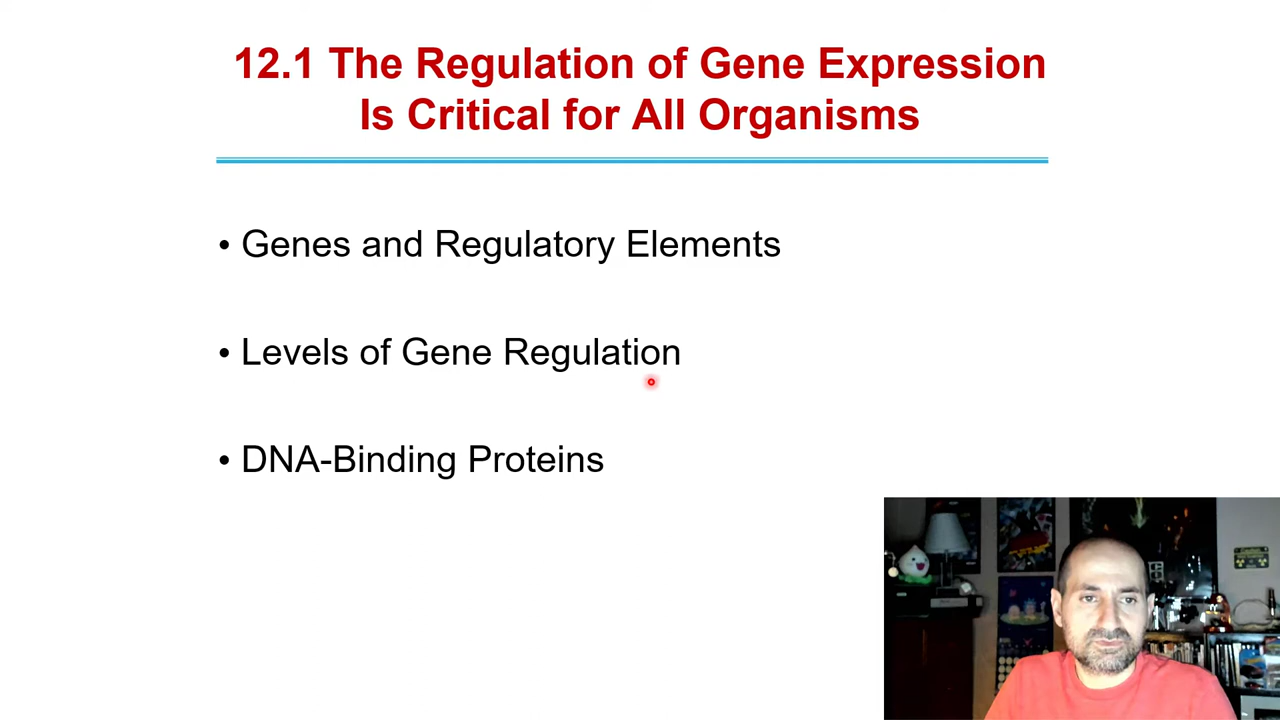 12.1 The Regulation of Gene Expression
Is Critical for All Organisms
• Genes and Regulatory Elements
• Levels of Gene Regulation
• DNA-Binding Proteins